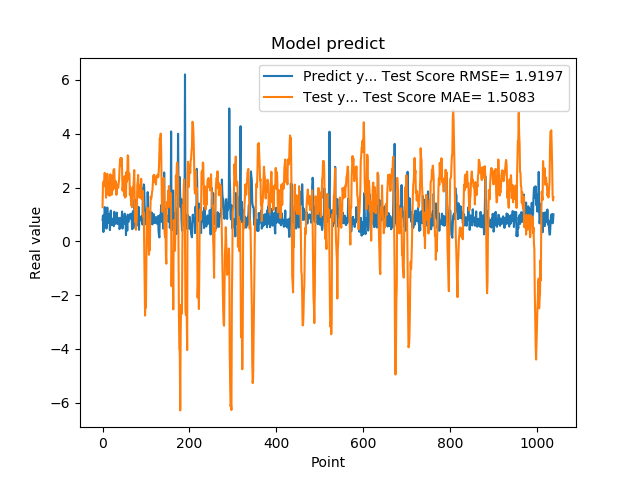 Model predict
Predict y... Test Score RMSE= 1.9197
Test y... Test Score MAE= 1.5083
Real value
6
4
2
0
−2
−4
−6
0 200 400 600 800 1000
Point